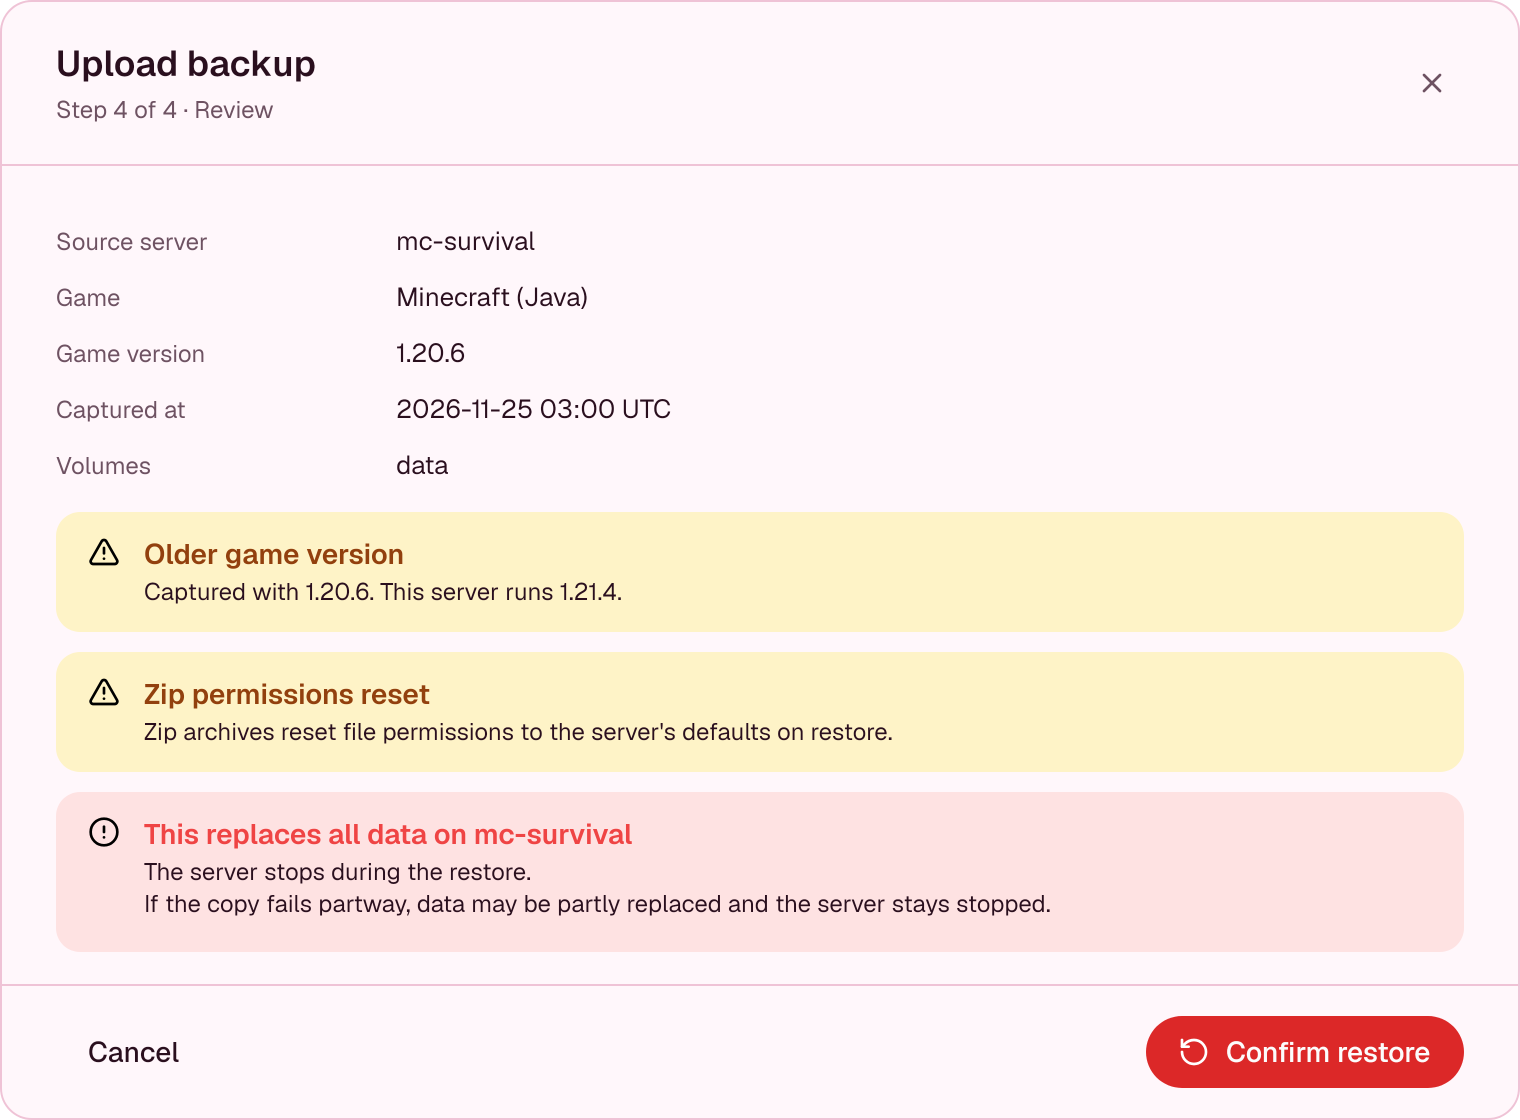 Upload backup
Step 4 of 4 · Review
Source server mc-survival
Game Minecraft (Java)
Game version 1.20.6
Captured at 2026-11-25 03:00 UTC
Volumes data
Older game version
Captured with 1.20.6. This server runs 1.21.4.
Zip permissions reset
Zip archives reset file permissions to the server's defaults on restore.
This replaces all data on mc-survival
The server stops during the restore.
If the copy fails partway, data may be partly replaced and the server stays stopped.
Cancel Confirm restore